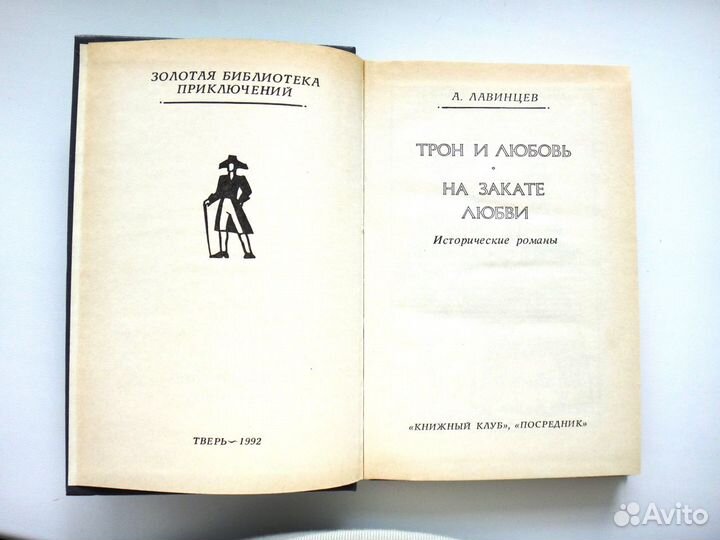 ЗОЛОТАЯ БИБЛИОТЕКА
ПРИКЛЮЧЕНИЙ
ТВЕРЬ~1992
А. ЛАВИНЦЕВ
ТРОН И ЛЮБОВЬ
НА ЗАКАТЕ
ЛЮБВИ
Исторические романы
«КНИЖНЫЙ КЛУБ», «ПОСРЕДНИК»
Avito